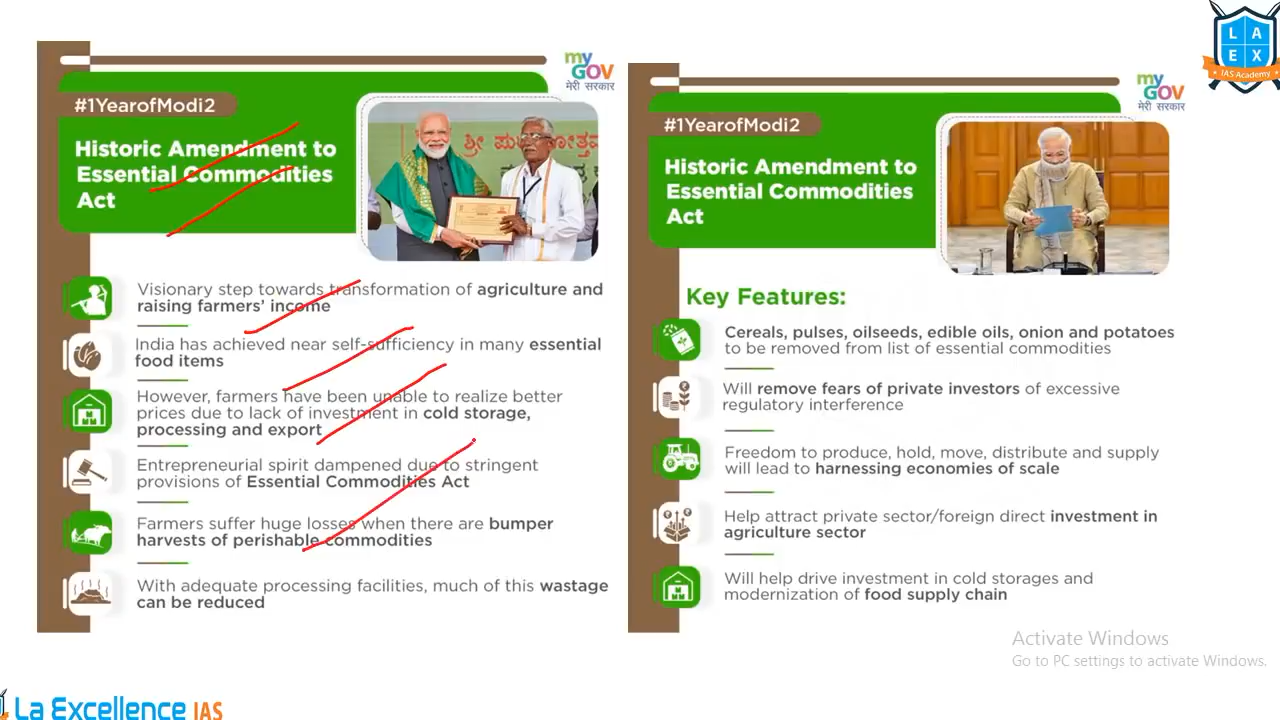 my
GOV
मेरी सरकार
#1YearofModi2
Historic Amendment to
Essential Commodities
Act
Visionary step towards transformation of agriculture and
raising farmers' income
India has achieved near self-sufficiency in many essential
food items
However, farmers have been unable to realize better
prices due to lack of investment in cold storage,
processing and export
Entrepreneurial spirit dampened due to stringent
provisions of Essential Commodities Act
Farmers suffer huge losses when there are bumper
harvests of perishable commodities
With adequate processing facilities, much of this wastage
can be reduced
my
GOV
मेरी सरकार
#1YearofModi2
Historic Amendment to
Essential Commodities
Act
Key Features:
Cereals, pulses, oilseeds, edible oils, onion and potatoes
to be removed from list of essential commodities
Will remove fears of private investors of excessive
regulatory interference
Freedom to produce, hold, move, distribute and supply
will lead to harnessing economies of scale
Help attract private sector/foreign direct investment in
agriculture sector
Will help drive investment in cold storages and
modernization of food supply chain
L A
E X
IAS Academy
Activate Windows
Go to PC settings to activate Windows.
La Excellence IAS